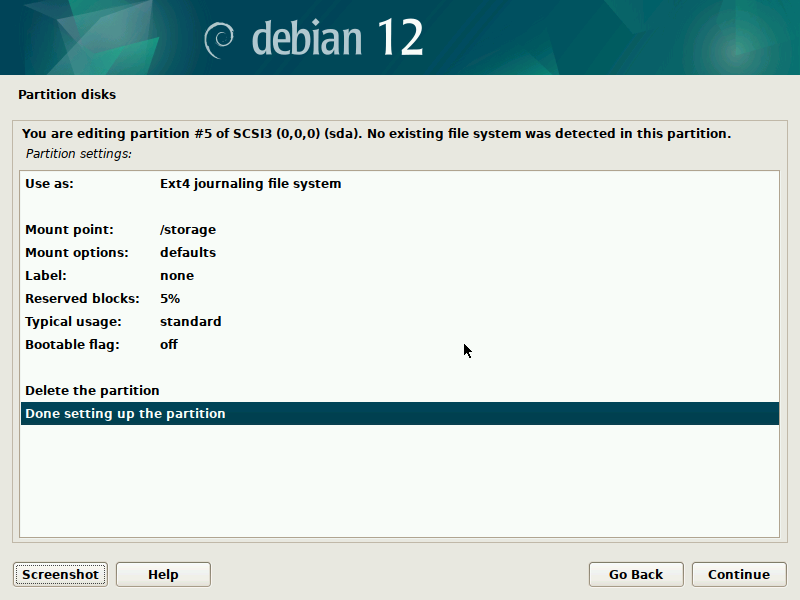 debian 12
Partition disks
You are editing partition #5 of SCSI3 (0,0,0) (sda). No existing file system was detected in this partition.
Partition settings:
Use as: Ext4 journaling file system
Mount point: /storage
Mount options: defaults
Label: none
Reserved blocks: 5%
Typical usage: standard
Bootable flag: off
Delete the partition
Done setting up the partition
Screenshot Help Go Back Continue